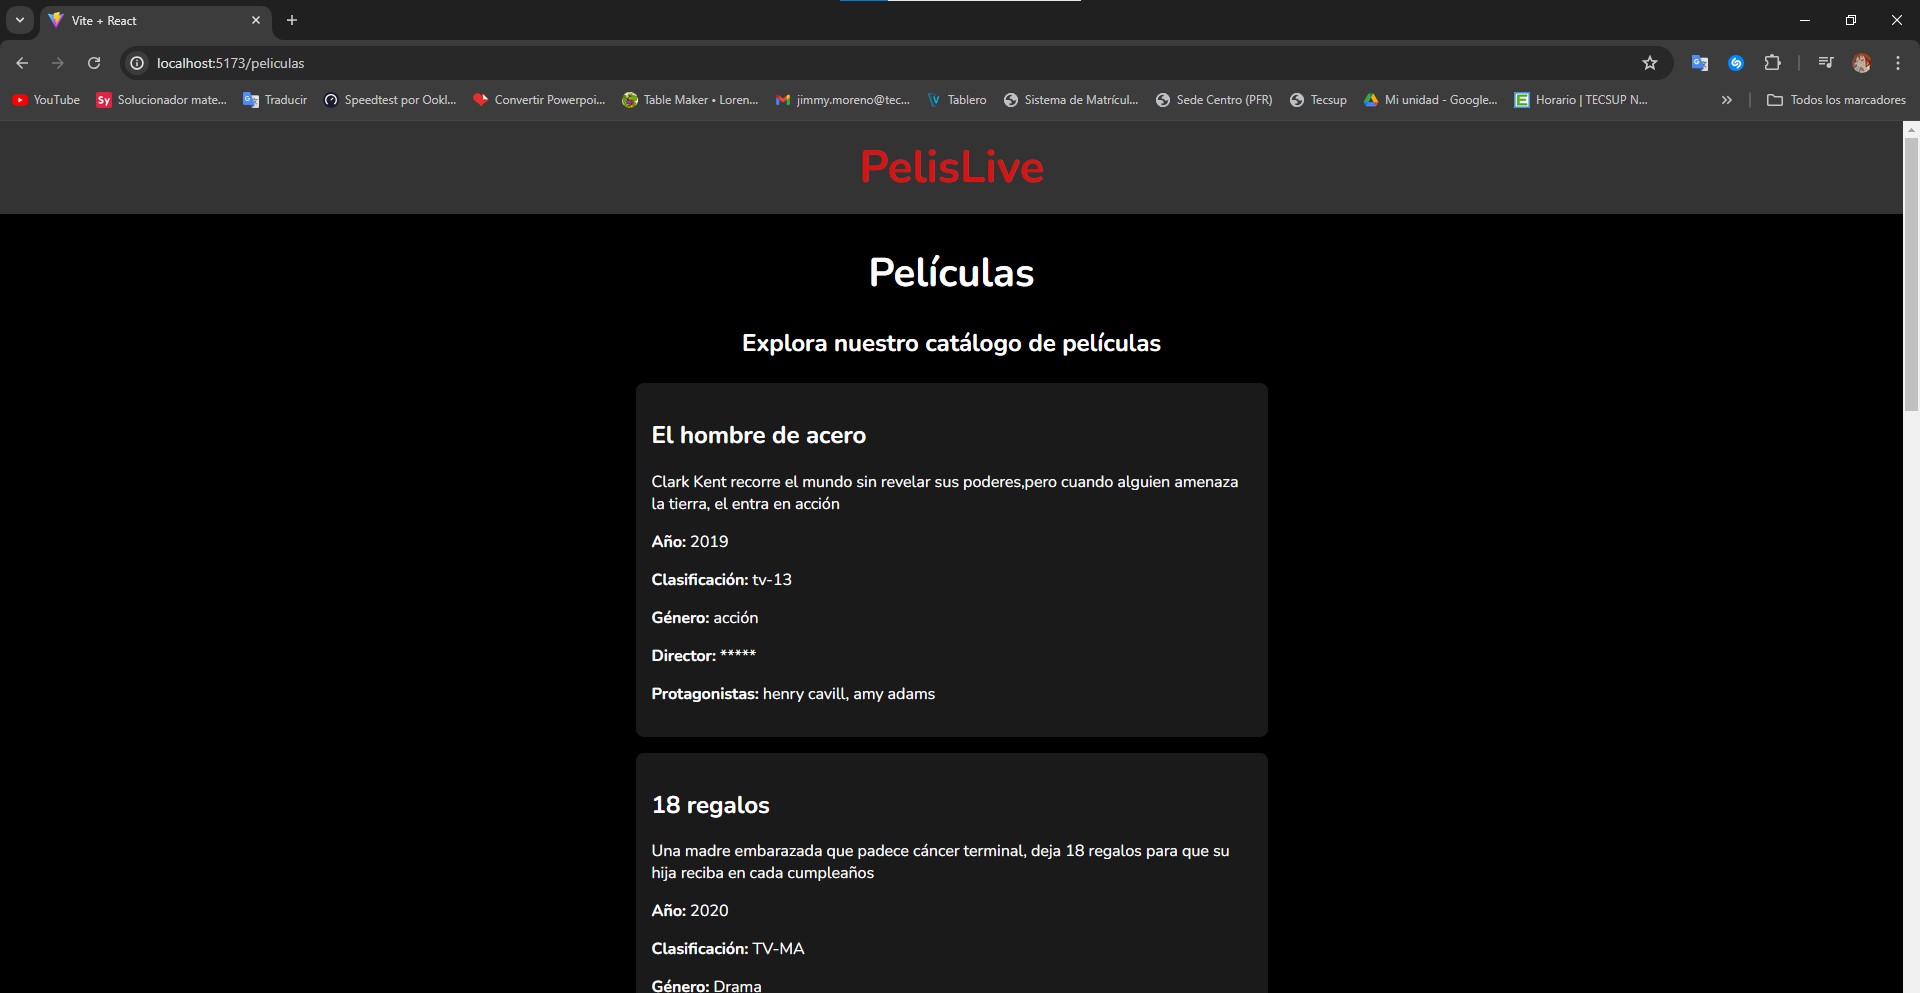 Vite + React
localhost:5173/peliculas
YouTube
Sy Solucionador mate...
Traducir
Speedtest por Ookl...
Convertir Powerpoi...
Table Maker • Loren...
jimmy.moreno@tec...
Tablero
Sistema de Matrícul...
Sede Centro (PFR)
Tecsup
Mi unidad - Google...
Horario | TECSUP N...
Todos los marcadores
PelisLive
Películas
Explora nuestro catálogo de películas
El hombre de acero
Clark Kent recorre el mundo sin revelar sus poderes,pero cuando alguien amenaza
la tierra, el entra en acción
Año: 2019
Clasificación: tv-13
Género: acción
Director: *****
Protagonistas: henry cavill, amy adams
18 regalos
Una madre embarazada que padece cáncer terminal, deja 18 regalos para que su
hija reciba en cada cumpleaños
Año: 2020
Clasificación: TV-MA
Género: Drama